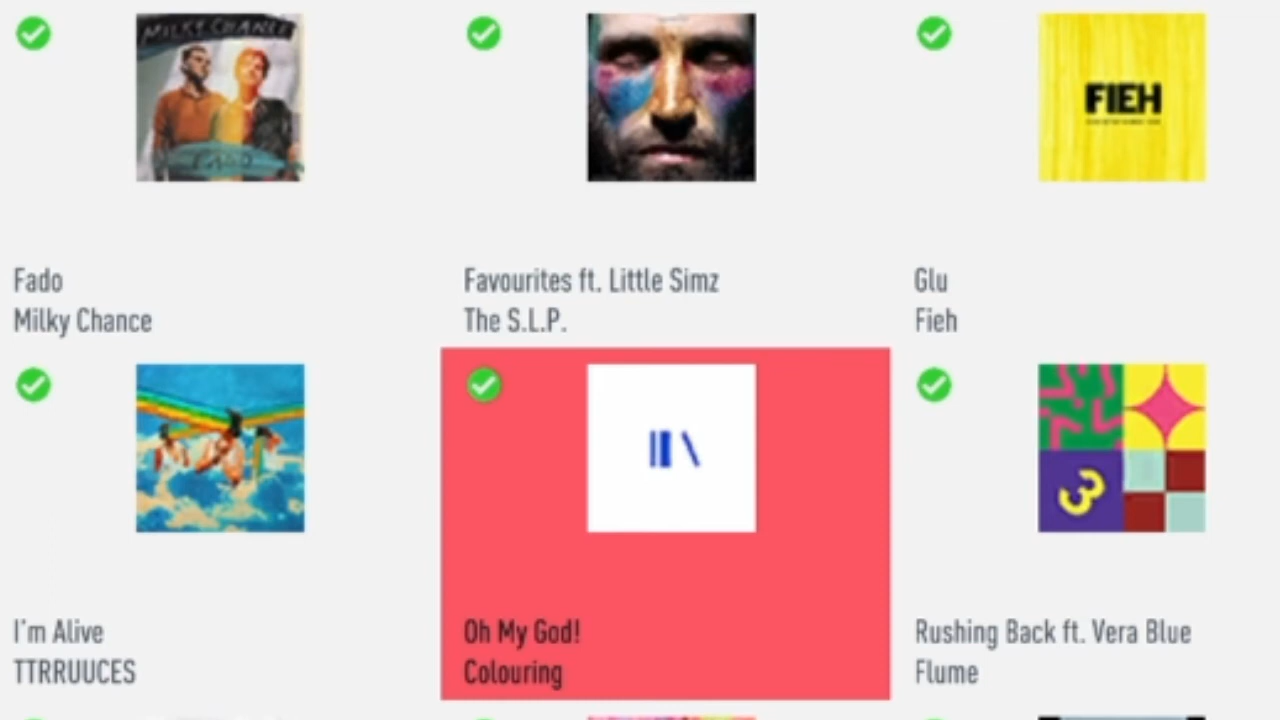 MILKY CHANCE
FADO
FIEH
Fado
Milky Chance
Favourites ft. Little Simz
The S.L.P.
Glu
Fieh
3
I'm Alive
TTRRUUCES
Oh My God!
Colouring
Rushing Back ft. Vera Blue
Flume